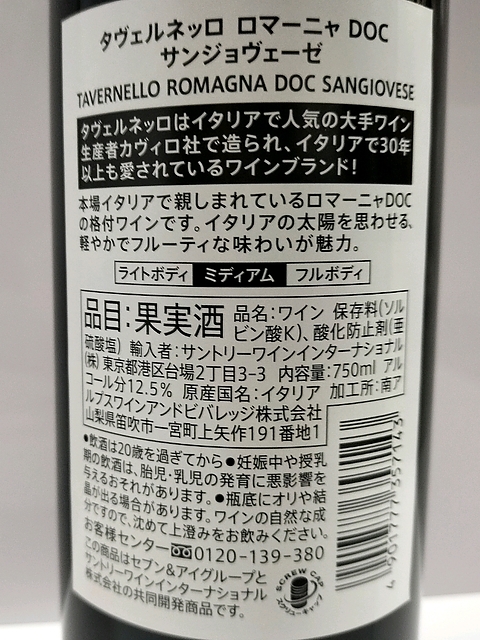 タヴェルネッロ ロマーニャ DOC
サンジョヴェーゼ
TAVERNELLO ROMAGNA DOC SANGIOVESE
タヴェルネッロはイタリアで人気の大手ワイン
生産者カヴィロ社で造られ、イタリアで30年
以上も愛されているワインブランド!
本場イタリアで親しまれているロマーニャDOC
の格付ワインです。イタリアの太陽を思わせる、
軽やかでフルーティな味わいが魅力。
ライトボディ ミディアム フルボディ
品目:果実酒 品名:ワイン 保存料(ソル
ビン酸K)、酸化防止剤(亜
硫酸塩) 輸入者:サントリーワインインターナショナル
(株) 東京都港区台場2丁目3-3 内容量:750ml アル
コール分12.5% 原産国名:イタリア 加工所:南ア
ルプスワインアンドビバレッジ株式会社
山梨県笛吹市一宮町上矢作191番地1
●飲酒は20歳を過ぎてから●妊娠中や授乳
期の飲酒は、胎児・乳児の発育に悪影響を
与えるおそれがあります。●瓶底にオリや結
晶が出る場合があります。ワインの自然な成
分ですので、沈めて上澄みをお飲みください。
お客様センター 0120-139-380
この商品はセブン&アイグループと
サントリーワインインターナショナル
株式会社の共同開発商品です。
SCREW CAP
スクリューキャップ